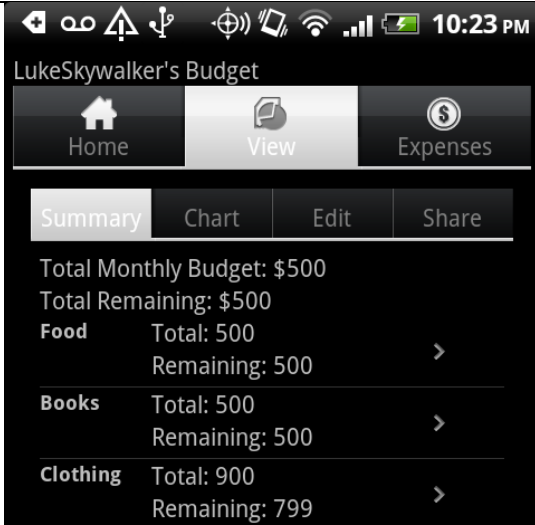 10:23 PM
LukeSkywalker's Budget
Home View Expenses
Summary Chart Edit Share
Total Monthly Budget: $500
Total Remaining: $500
Food Total: 500
Remaining: 500
Books Total: 500
Remaining: 500
Clothing Total: 900
Remaining: 799